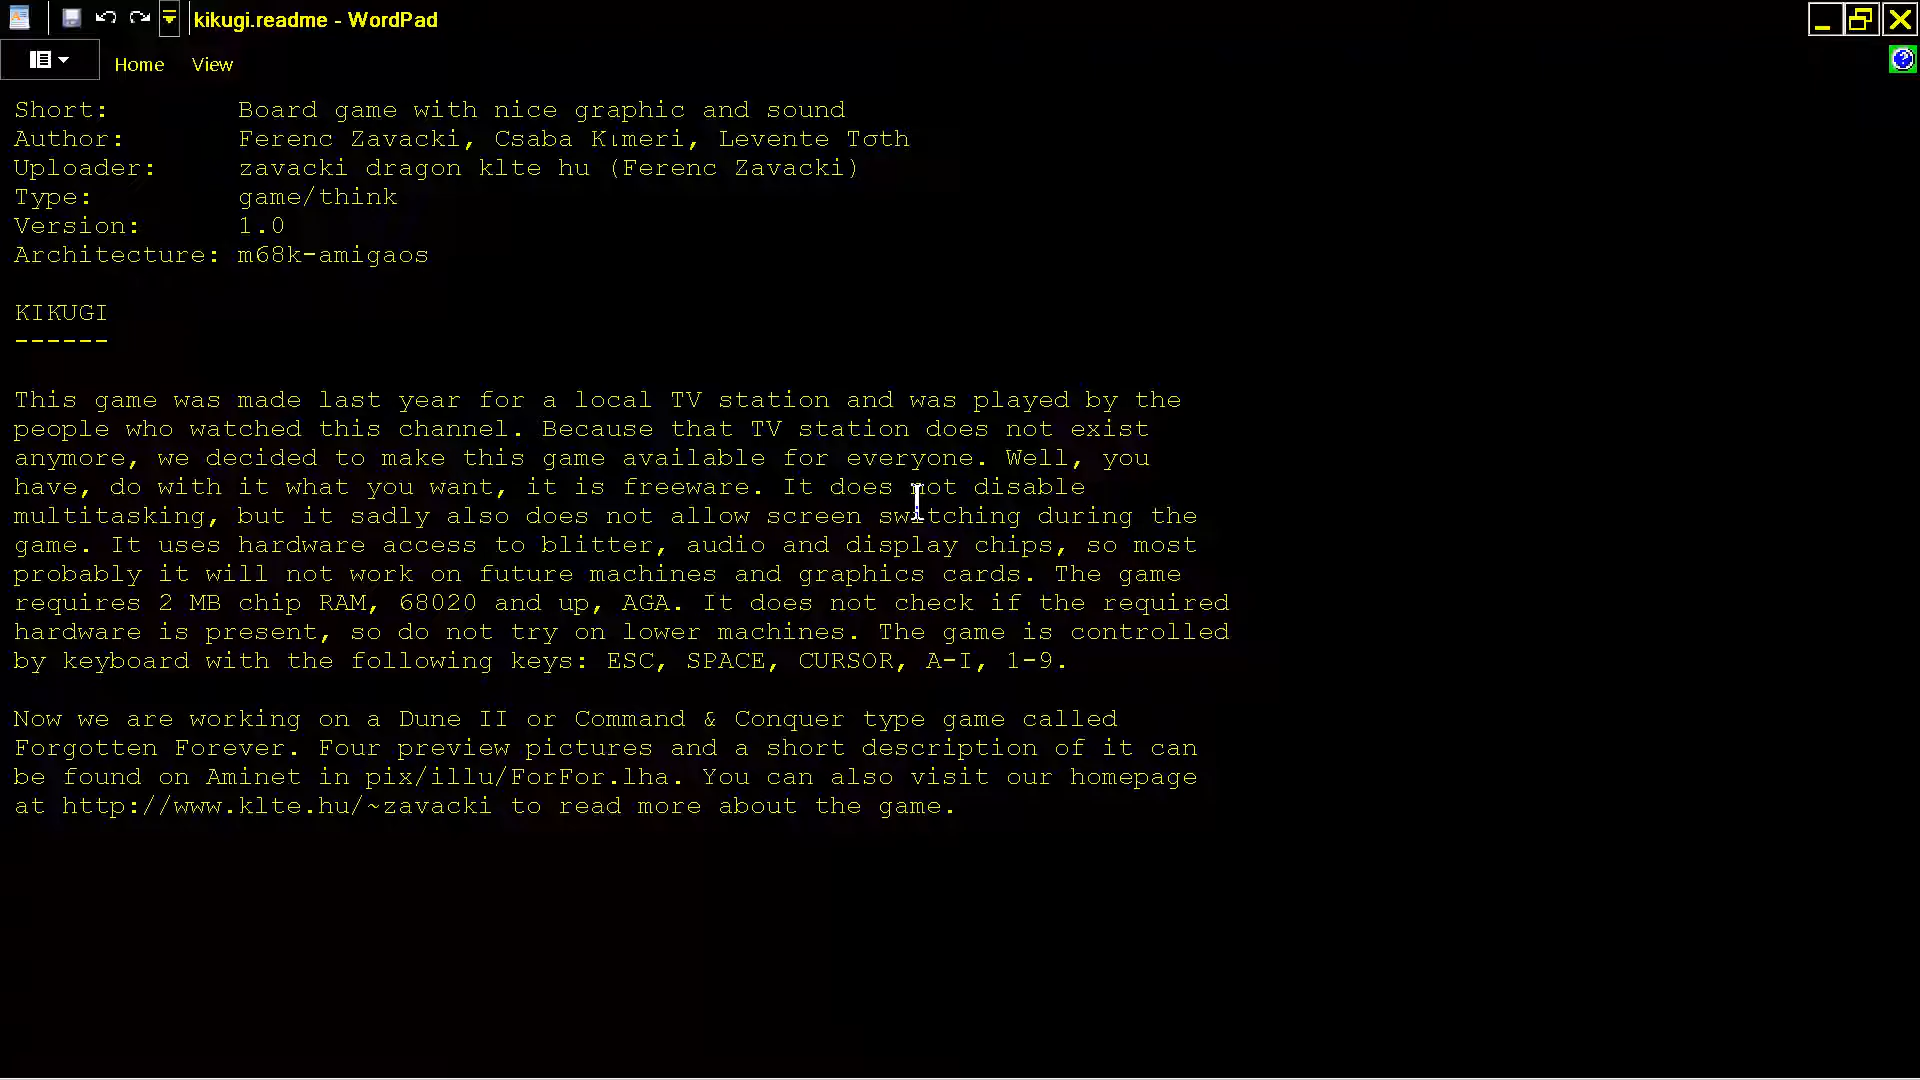 kikugi.readme - WordPad
Home View
Short: Board game with nice graphic and sound
Author: Ferenc Zavacki, Csaba Kιmeri, Levente Tσth
Uploader: zavacki dragon klte hu (Ferenc Zavacki)
Type: game/think
Version: 1.0
Architecture: m68k-amigaos
KIKUGI
------
This game was made last year for a local TV station and was played by the
people who watched this channel. Because that TV station does not exist
anymore, we decided to make this game available for everyone. Well, you
have, do with it what you want, it is freeware. It does not disable
multitasking, but it sadly also does not allow screen switching during the
game. It uses hardware access to blitter, audio and display chips, so most
probably it will not work on future machines and graphics cards. The game
requires 2 MB chip RAM, 68020 and up, AGA. It does not check if the required
hardware is present, so do not try on lower machines. The game is controlled
by keyboard with the following keys: ESC, SPACE, CURSOR, A-I, 1-9.
Now we are working on a Dune II or Command & Conquer type game called
Forgotten Forever. Four preview pictures and a short description of it can
be found on Aminet in pix/illu/ForFor.lha. You can also visit our homepage
at http://www.klte.hu/~zavacki to read more about the game.